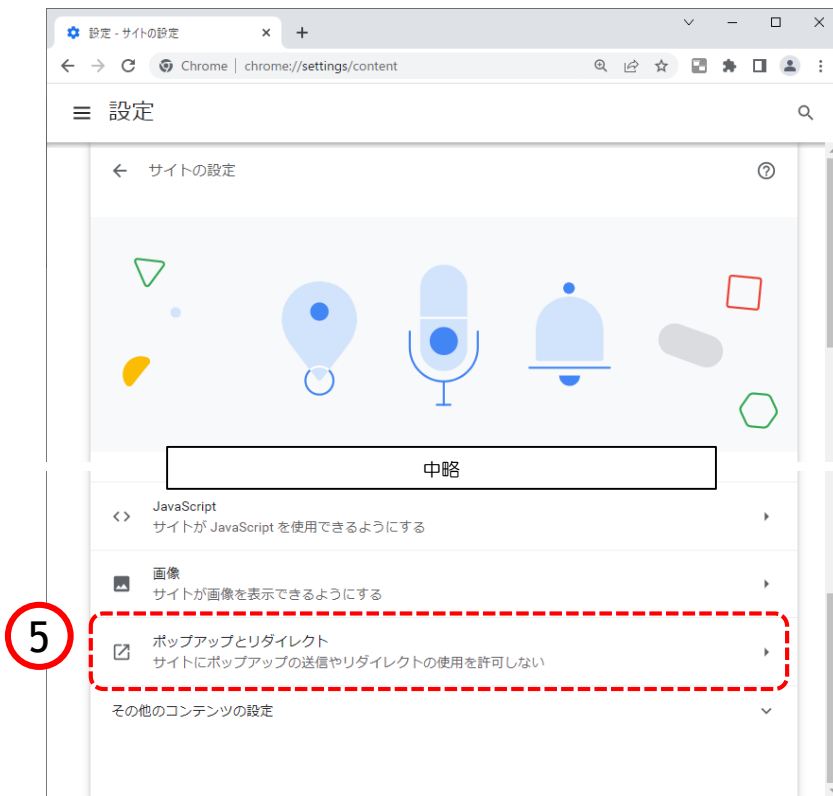 設定 - サイトの設定
Chrome | chrome://settings/content
設定
サイトの設定
中略
JavaScript
サイトが JavaScript を使用できるようにする
画像
サイトが画像を表示できるようにする
5
ポップアップとリダイレクト
サイトにポップアップの送信やリダイレクトの使用を許可しない
その他のコンテンツの設定